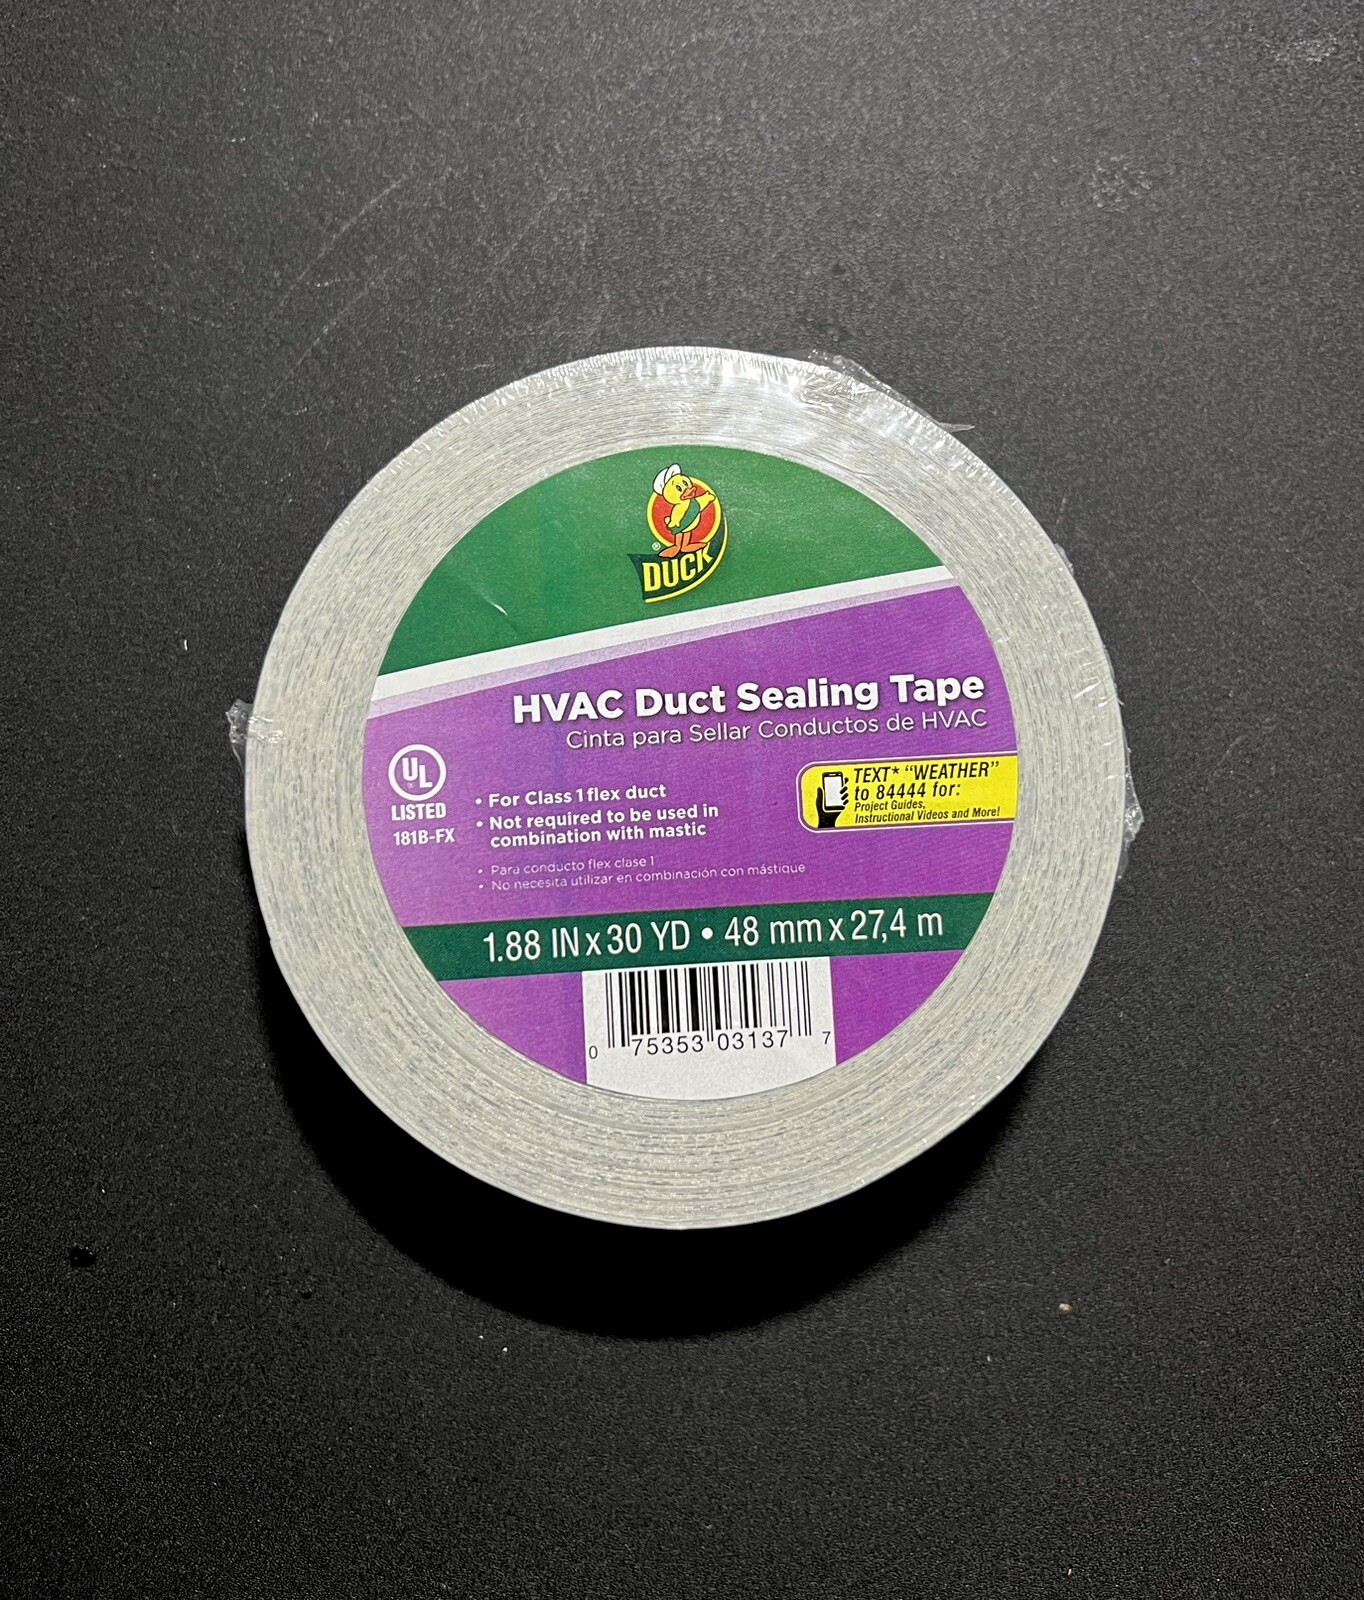 DUCK
®
HVAC Duct Sealing Tape
Cinta para Sellar Conductos de HVAC
UL
LISTED
181B-FX
• For Class 1 flex duct
• Not required to be used in
combination with mastic
• Para conducto flex clase 1
• No necesita utilizar en combinación con mástique
TEXT* “WEATHER”
to 84444 for:
Project Guides,
Instructional Videos and More!
1.88 IN x 30 YD • 48 mm x 27,4 m
0 75353 03137 7